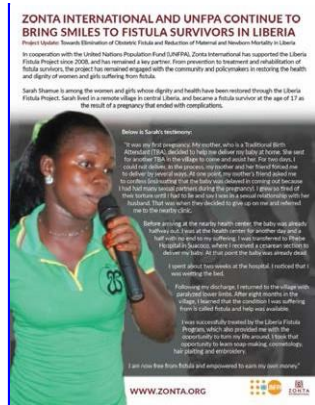 ZONTA INTERNATIONAL AND UNFPA CONTINUE TO
BRING SMILES TO FISTULA SURVIVORS IN LIBERIA
Project Update: Towards Elimination of Obstetric Fistula and Reduction of Maternal and Newborn Mortality in Liberia
In cooperation with the United Nations Population Fund (UNFPA), Zonta International has supported the Liberia
Fistula Project since 2008, and has remained a key partner. From prevention to treatment and rehabilitation of
fistula survivors, the project has remained engaged with the community and policymakers in restoring the health
and dignity of women and girls suffering from fistula.
Sarah Shamue is among the women and girls whose dignity and health have been restored through the Liberia
Fistula Project. Sarah lived in a remote village in central Liberia, and became a fistula survivor at the age of 17 as
the result of a pregnancy that ended with complications.
Below is Sarah's testimony:
"It was my first pregnancy. My mother, who is a Traditional Birth
Attendant (TBA), decided to help me deliver my baby at home. She sent
for another TBA in the village to come and assist her. For two days, I
could not deliver. In the process, my mother and her friend forced me
to deliver by several ways. At one point, my mother's friend asked me
to confess (insinuating that the baby was delayed in coming out because
I had had many sexual partners during the pregnancy). I grew so tired of
their torture until I had to lie and say I was in a sexual relationship with her
husband. That was when they decided to give up on me and referred
me to the nearby clinic.
Before arriving at the nearby health center, the baby was already
halfway out. I was at the health center for another day and a
half with no end to my suffering. I was transferred to Phebe
Hospital in Suacoco, where I received a cesarean section to
deliver my baby. At that point the baby was already dead.
I spent about two weeks at the hospital. I noticed that I
was wetting the bed.
Following my discharge, I returned to the village with
paralyzed lower limbs. After eight months in the
village, I learned that the condition I was suffering
from is called fistula and help was available.
I was successfully treated by the Liberia Fistula
Program, which also provided me with the
opportunity to turn my life around. I took that
opportunity to learn soap-making, cosmetology,
hair plaiting and embroidery.
I am now free from fistula and empowered to earn my own money."
WWW.ZONTA.ORG
UNFPA
ZONTA